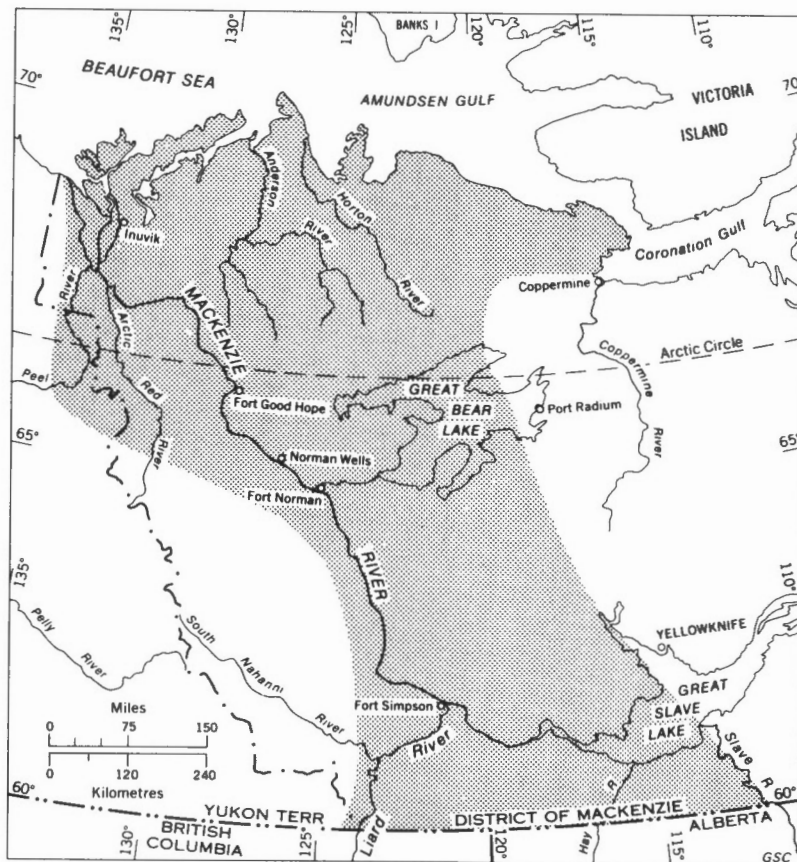 135°
130°
125°
BANKS I
120°
115°
110°
BEAUFORT SEA
70°
AMUNDSEN GULF
VICTORIA
ISLAND
70
Anderson
River
Horton
River
Inuvik
Coronation Gulf
Coppermine
River
Arctic
Red
River
MACKENZIE
Arctic Circle
Coppermine
River
Peel
Fort Good Hope
GREAT
BEAR
LAKE
Port Radium
65°
65°
Norman Wells
Fort Norman
RIVER
135°
110°
Pelly
River
South
Nahanni
River
YELLOWKNIFE
GREAT
SLAVE
LAKE
Slave R
Miles
0 75 150
0 120 240
Kilometres
Fort Simpson
River
Liard
Hay
R
60°
60°
YUKON TERR
DISTRICT OF MACKENZIE
BRITISH
COLUMBIA
ALBERTA
130°
125°
120°
115°
GSC